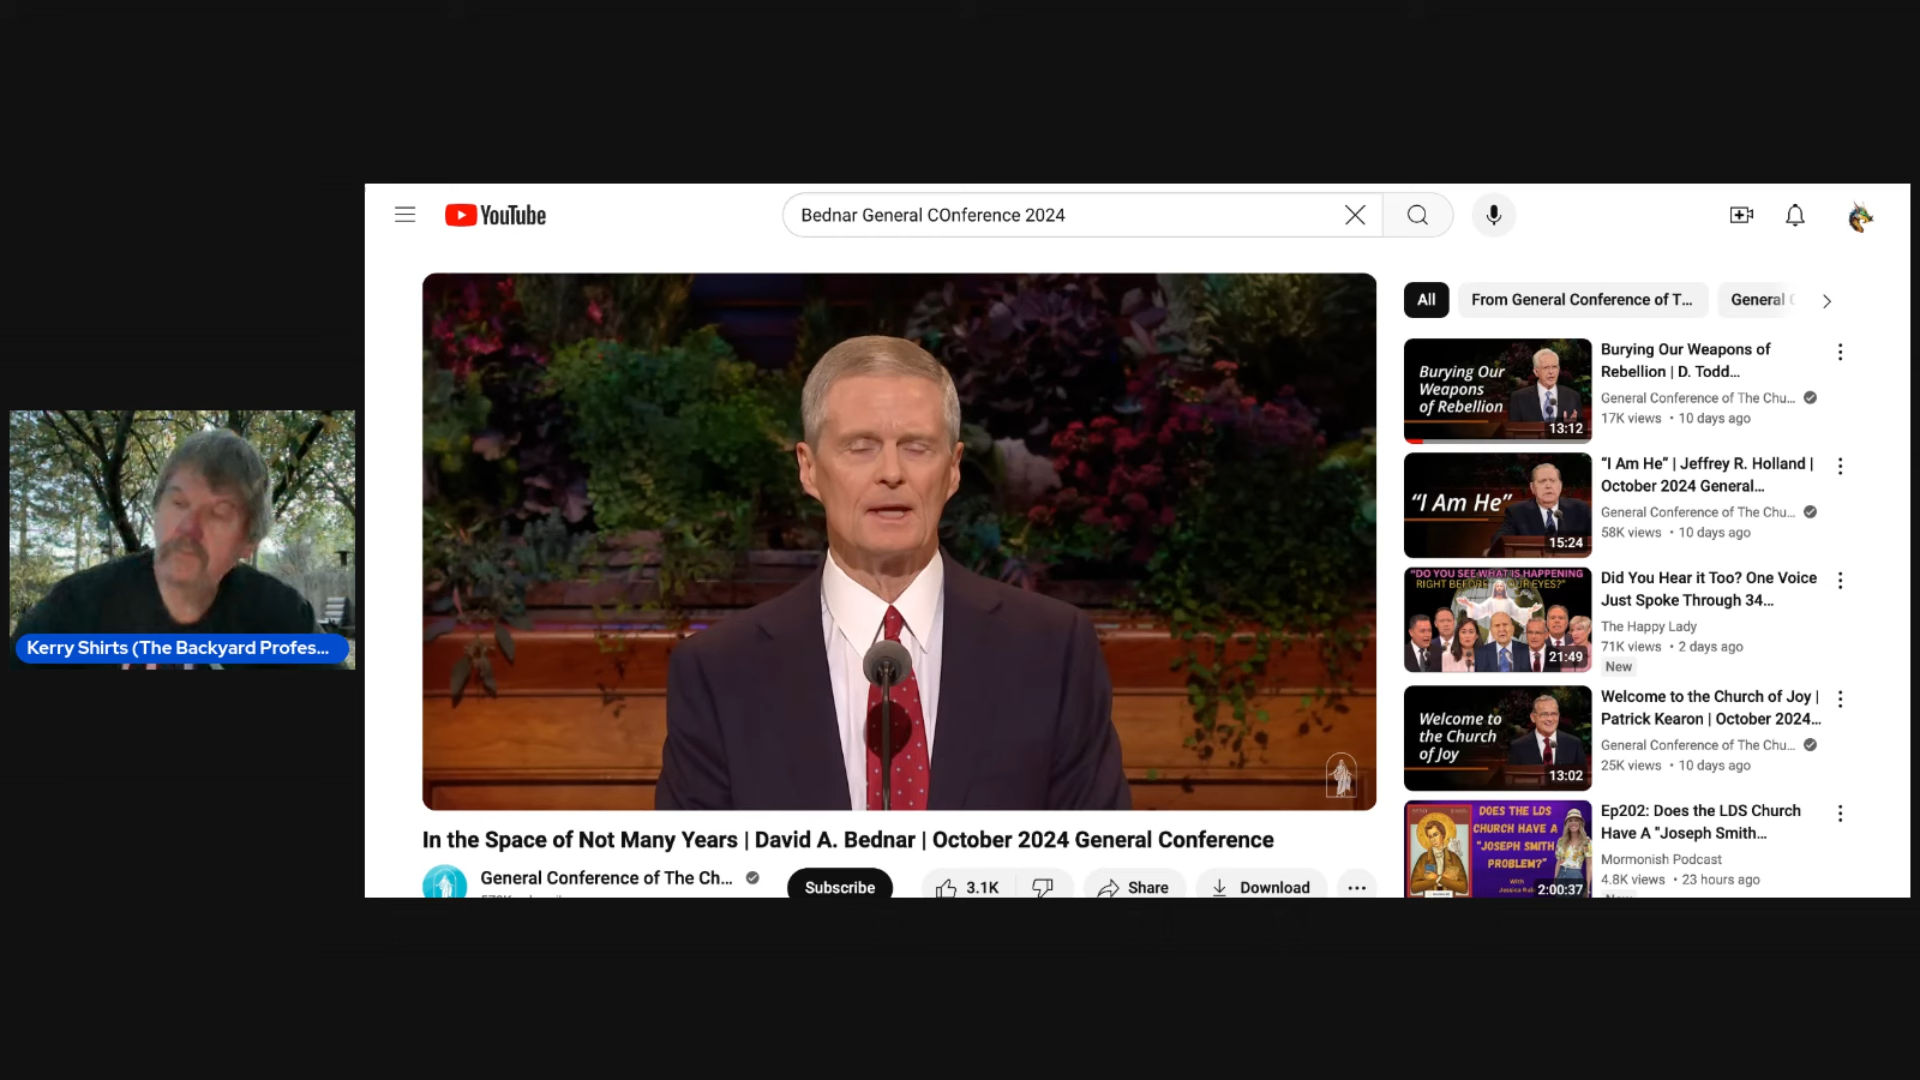 YouTube
Bednar General COnference 2024
All
From General Conference of T...
General
Burying Our
Weapons
of Rebellion
13:12
Burying Our Weapons of
Rebellion | D. Todd...
General Conference of The Chu...
17K views • 10 days ago
“I Am He”
15:24
“I Am He” | Jeffrey R. Holland |
October 2024 General...
General Conference of The Chu...
58K views • 10 days ago
"DO YOU SEE WHAT IS HAPPENING
RIGHT BEFORE OUR EYES?"
21:49
Did You Hear it Too? One Voice
Just Spoke Through 34...
The Happy Lady
71K views • 2 days ago
New
Welcome to
the Church
of Joy
13:02
Welcome to the Church of Joy |
Patrick Kearon | October 2024...
General Conference of The Chu...
25K views • 10 days ago
DOES THE LDS
CHURCH HAVE A
"JOSEPH SMITH
PROBLEM?"
With
2:00:37
Ep202: Does the LDS Church
Have A "Joseph Smith...
Mormonish Podcast
4.8K views • 23 hours ago
Kerry Shirts (The Backyard Profes...
In the Space of Not Many Years | David A. Bednar | October 2024 General Conference
General Conference of The Ch...
Subscribe
3.1K
Share
Download